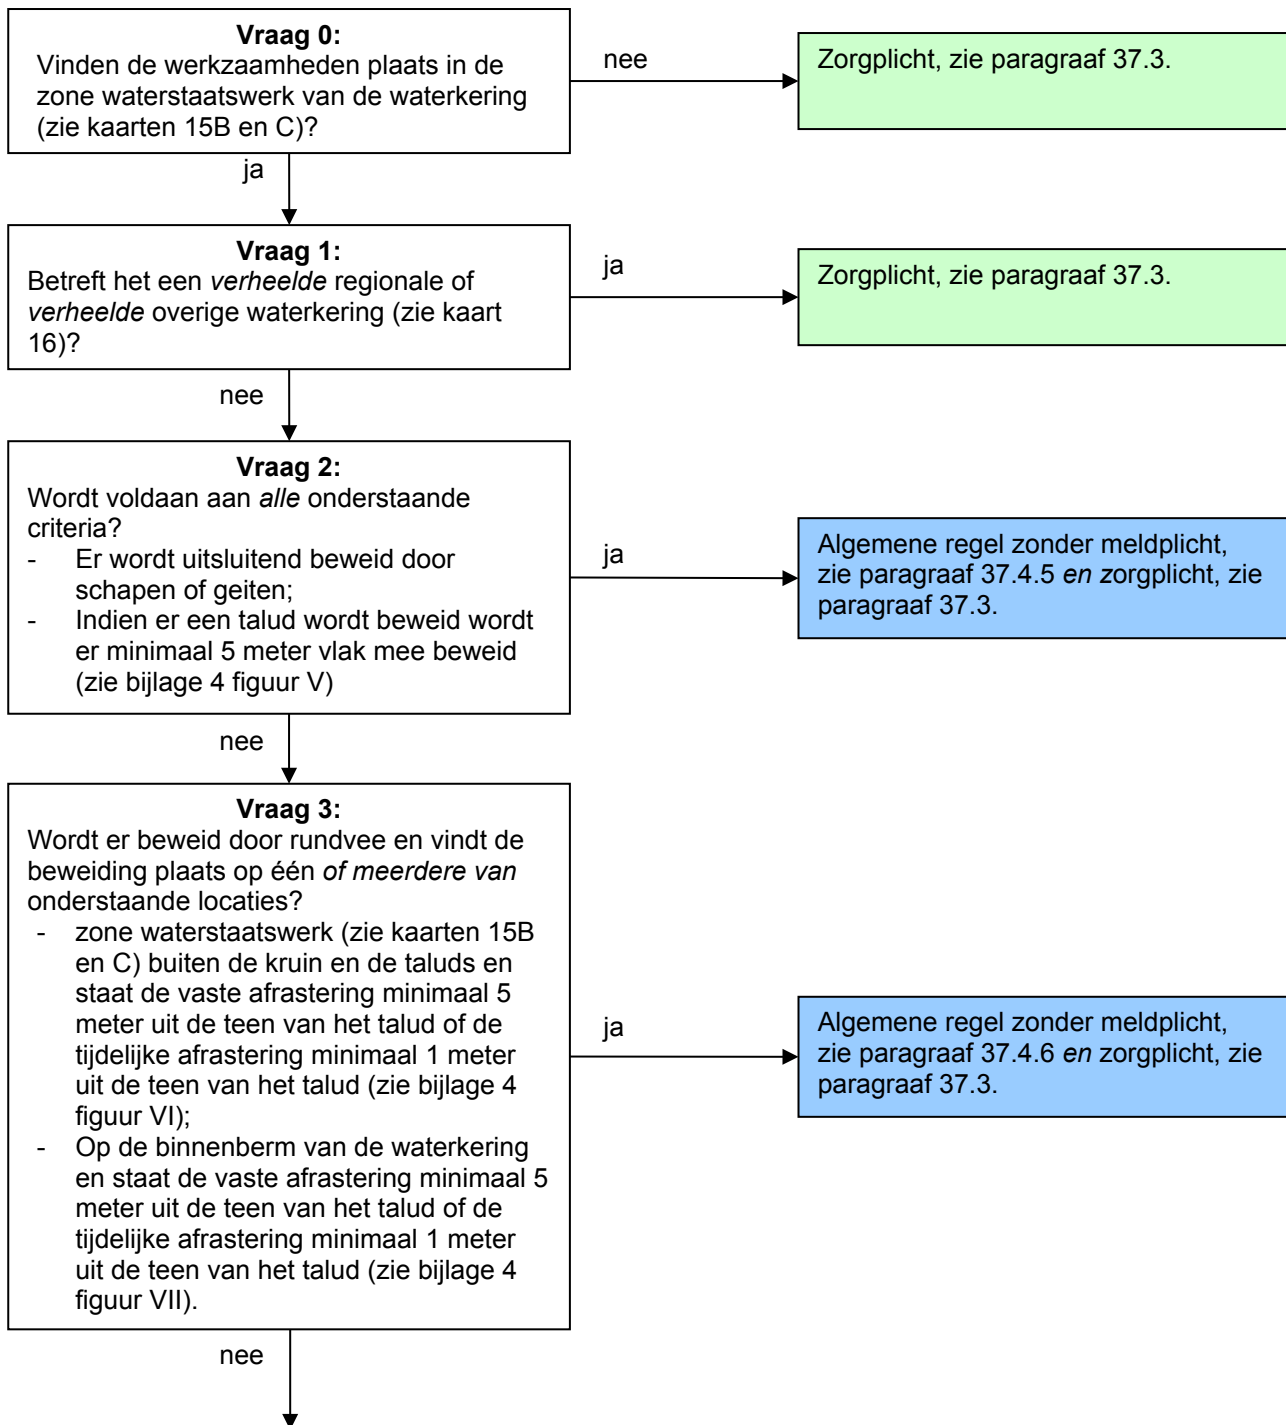 Vraag 0:
Vinden de werkzaamheden plaats in de
zone waterstaatswerk van de waterkering
(zie kaarten 15B en C)?
nee
Zorgplicht, zie paragraaf 37.3.
ja
Vraag 1:
Betreft het een verheelde regionale of
verheelde overige waterkering (zie kaart
16)?
ja
Zorgplicht, zie paragraaf 37.3.
nee
Vraag 2:
Wordt voldaan aan alle onderstaande
criteria?
- Er wordt uitsluitend beweid door
schapen of geiten;
- Indien er een talud wordt beweid wordt
er minimaal 5 meter vlak mee beweid
(zie bijlage 4 figuur V)
ja
Algemene regel zonder meldplicht,
zie paragraaf 37.4.5 en zorgplicht, zie
paragraaf 37.3.
nee
Vraag 3:
Wordt er beweid door rundvee en vindt de
beweiding plaats op één of meerdere van
onderstaande locaties?
- zone waterstaatswerk (zie kaarten 15B
en C) buiten de kruin en de taluds en
staat de vaste afrastering minimaal 5
meter uit de teen van het talud of de
tijdelijke afrastering minimaal 1 meter
uit de teen van het talud (zie bijlage 4
figuur VI);
- Op de binnenberm van de waterkering
en staat de vaste afrastering minimaal 5
meter uit de teen van het talud of de
tijdelijke afrastering minimaal 1 meter
uit de teen van het talud (zie bijlage 4
figuur VII).
ja
Algemene regel zonder meldplicht,
zie paragraaf 37.4.6 en zorgplicht, zie
paragraaf 37.3.
nee